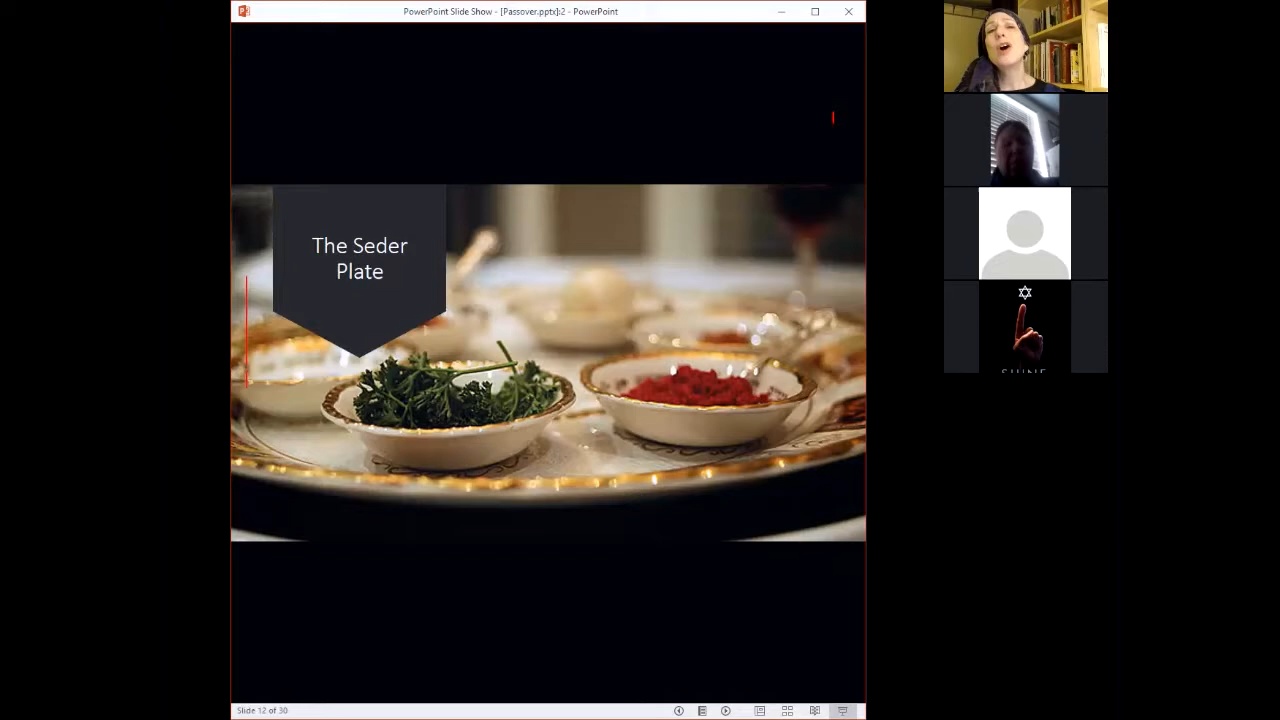 PowerPoint Slide Show - [Passover.pptx]:2 - PowerPoint
The Seder
Plate
Slide 12 of 30